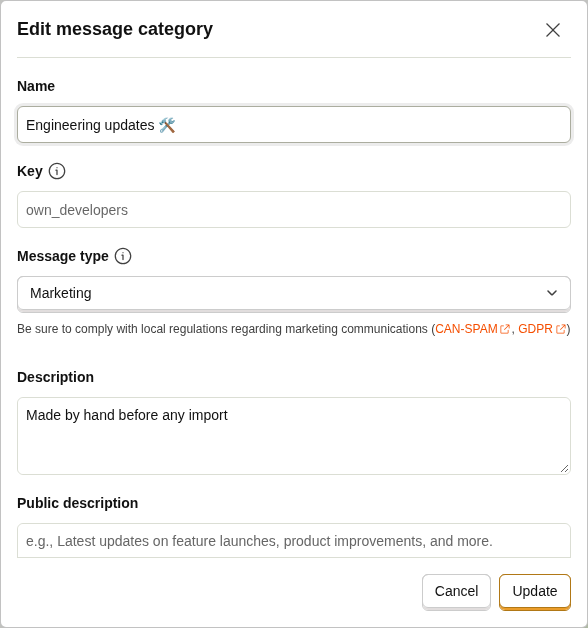 Edit message category
Name
Engineering updates 🛠️
Key
own_developers
Message type
Marketing
Be sure to comply with local regulations regarding marketing communications (CAN-SPAM, GDPR)
Description
Made by hand before any import
Public description
e.g., Latest updates on feature launches, product improvements, and more.
Cancel Update